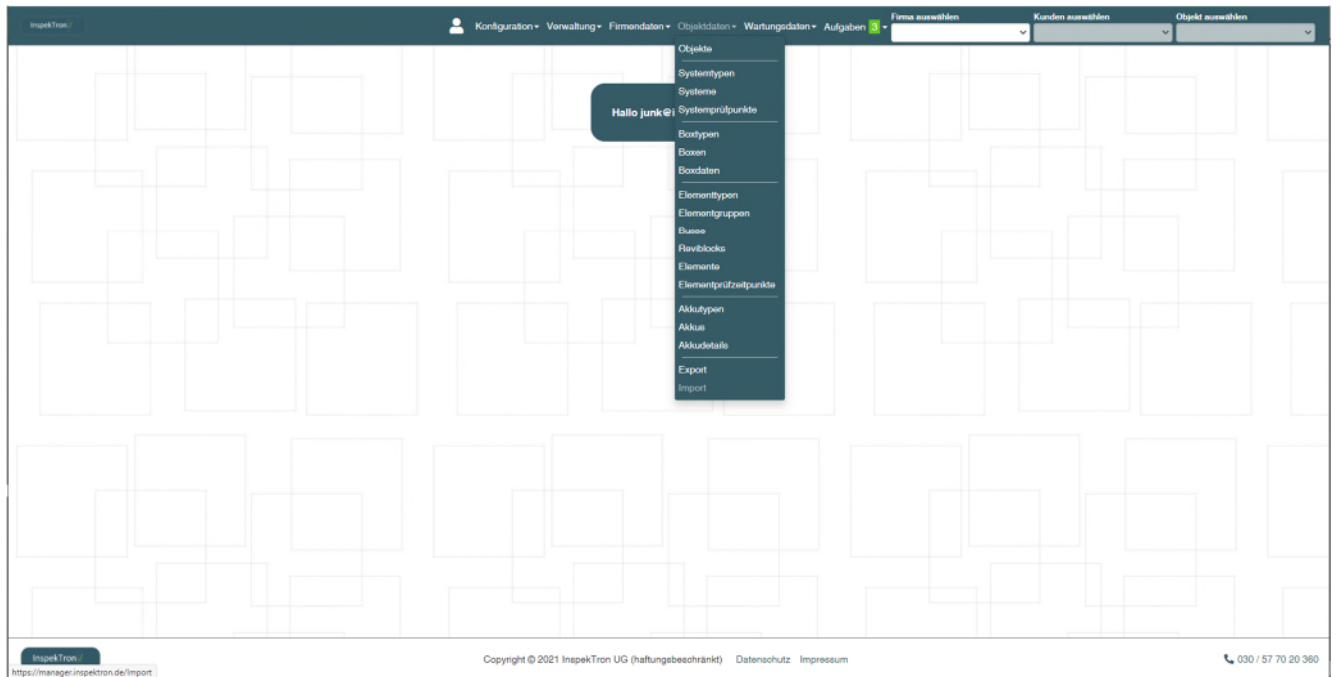 InspekTron//
Konfiguration Verwaltung Firmendaten Objektdaten Wartungsdaten Aufgaben 3
Firma auswählen Kunden auswählen Objekt auswählen
Hallo junk@i
Objekte
Systemtypen
Systeme
Systemprüfpunkte
Boxtypen
Boxen
Boxdaten
Elementtypen
Elementgruppen
Busse
Reviblocks
Elemente
Elementprüfzeitpunkte
Akkutypen
Akkus
Akkudetails
Export
Import
InspekTron//
Copyright © 2021 InspekTron UG (haftungsbeschränkt) Datenschutz Impressum
030 / 57 70 20 360
https://manager.inspektron.de/Import